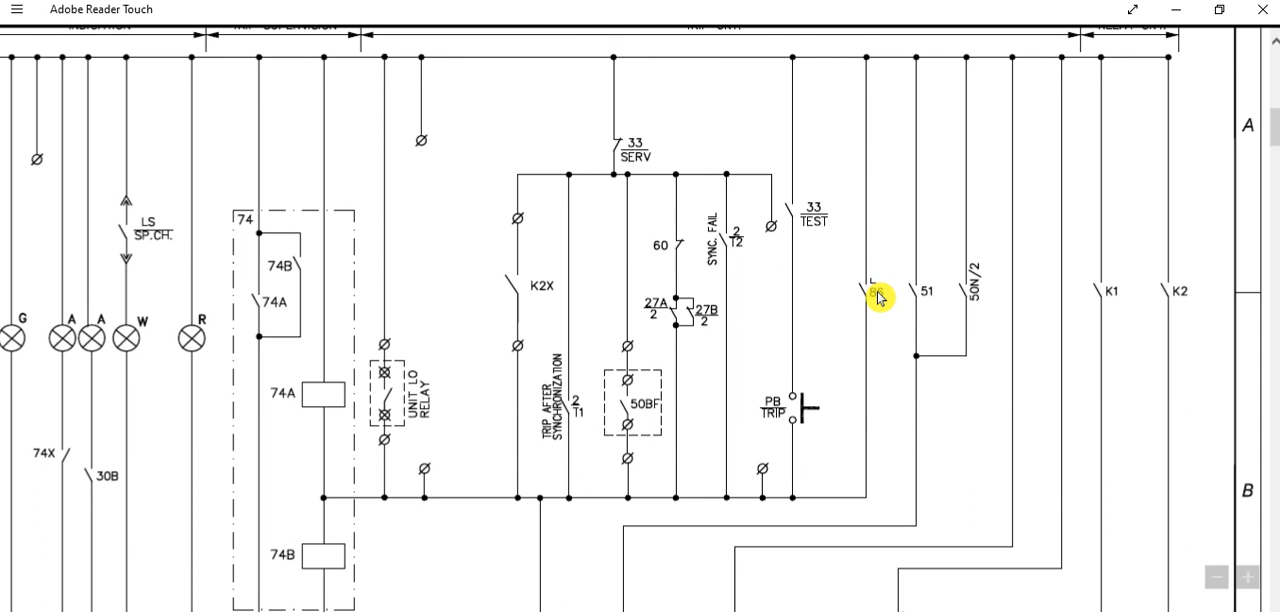 Adobe Reader Touch
A
33
SERV
LS
SP.CH.
74
33
TEST
SYNC. FAIL
2
T2
60
74B
74A
K2X
27A
2
27B
2
L
51
50N/2
K1
K2
G
A
A
W
R
74A
UNIT LO
RELAY
TRIP AFTER
SYNCHRONIZATION
2
T1
50BF
PB
TRIP
74X
30B
B
74B